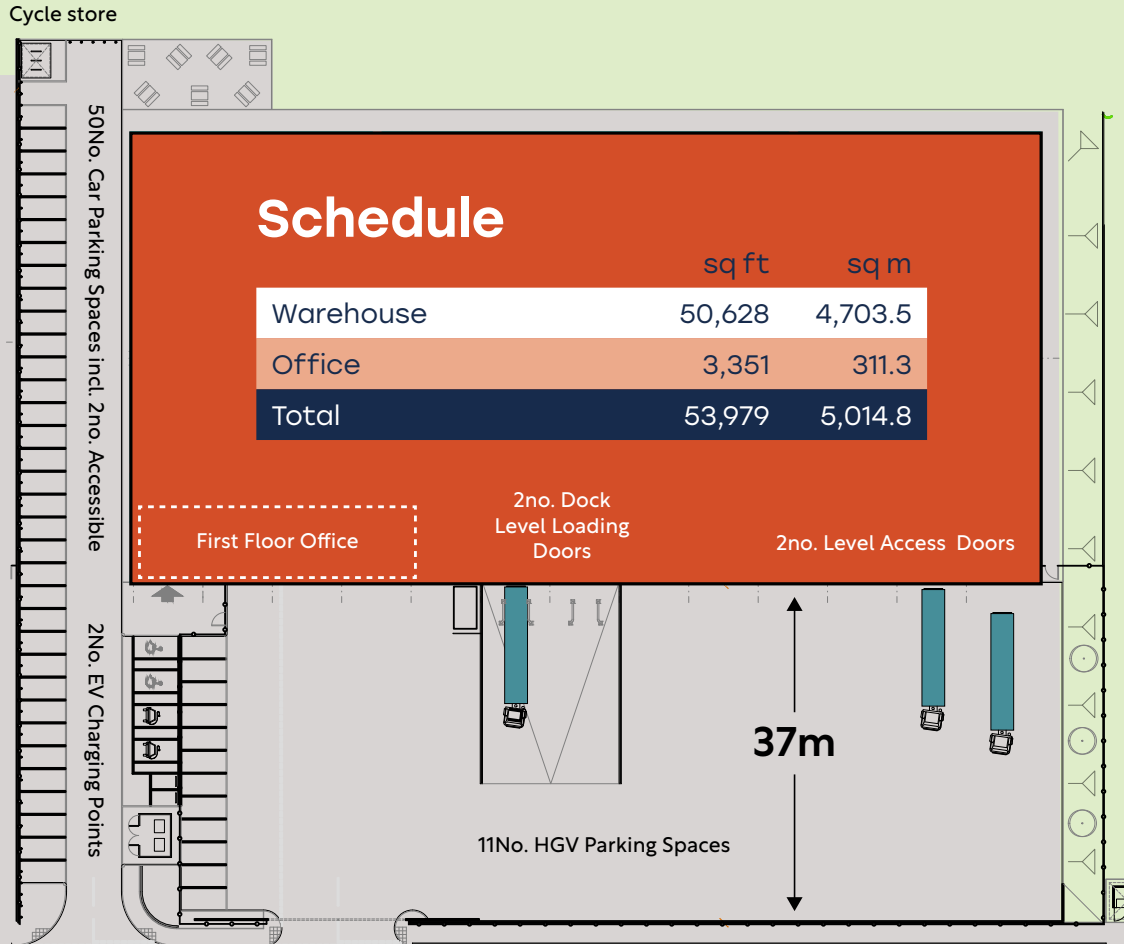 Cycle store
50No. Car Parking Spaces incl. 2no. Accessible
2No. EV Charging Points
Schedule
sq ft sq m
Warehouse 50,628 4,703.5
Office 3,351 311.3
Total 53,979 5,014.8
First Floor Office
2no. Dock
Level Loading
Doors
2no. Level Access Doors
37m
11No. HGV Parking Spaces